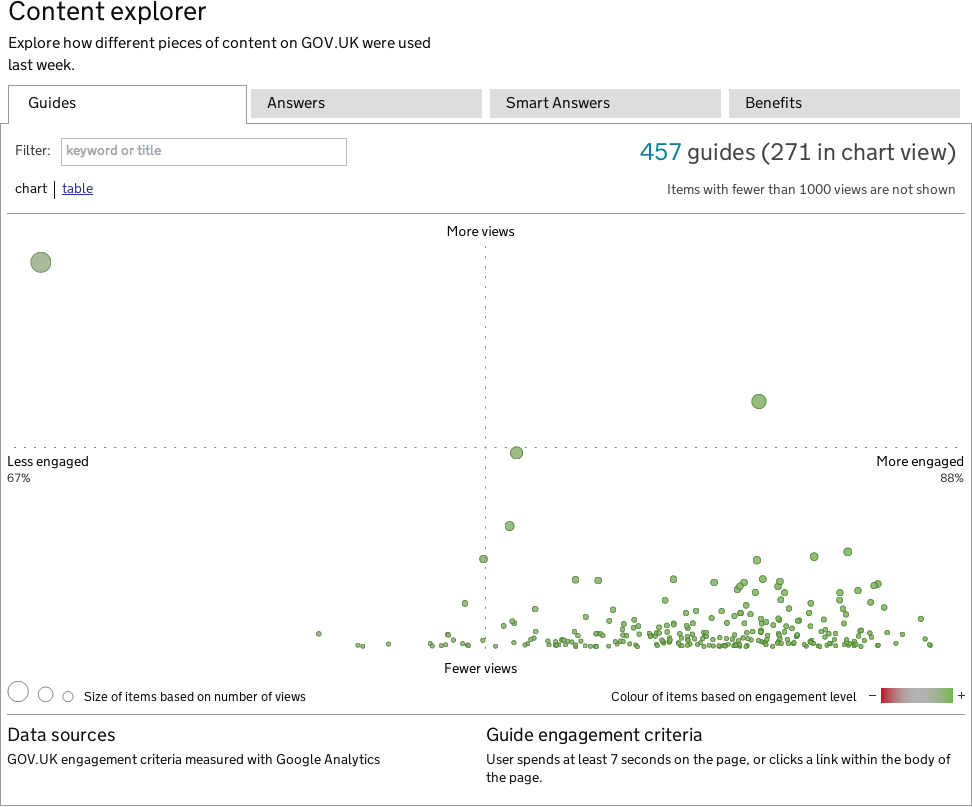 Content explorer
Explore how different pieces of content on GOV.UK were used
last week.
Guides
Answers
Smart Answers
Benefits
Filter:
keyword or title
457 guides (271 in chart view)
chart | table
Items with fewer than 1000 views are not shown
More views
Less engaged
67%
More engaged
88%
Fewer views
Size of items based on number of views
Colour of items based on engagement level – +
Data sources
GOV.UK engagement criteria measured with Google Analytics
Guide engagement criteria
User spends at least 7 seconds on the page, or clicks a link within the body of
the page.